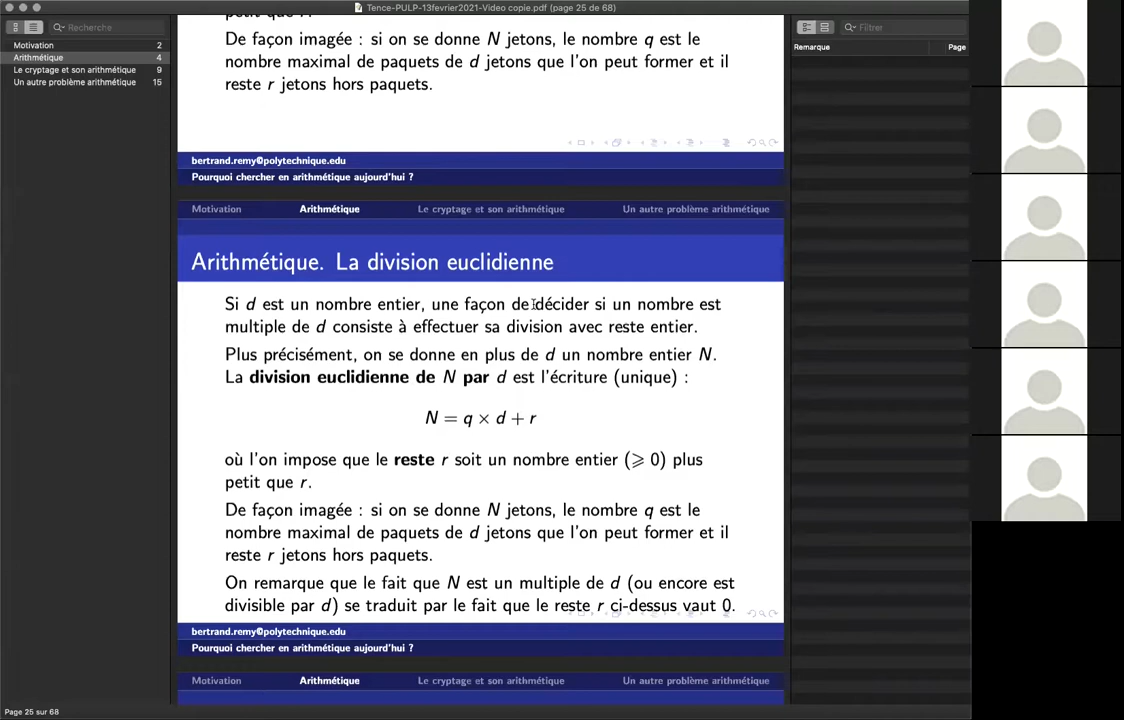 Tence-PULP-13fevrier2021-Video copie.pdf (page 25 de 68)
Recherche
Filtrer
Motivation 2
Arithmétique 4
Le cryptage et son arithmétique 9
Un autre problème arithmétique 15
Remarque Page
De façon imagée : si on se donne N jetons, le nombre q est le
nombre maximal de paquets de d jetons que l'on peut former et il
reste r jetons hors paquets.
bertrand.remy@polytechnique.edu
Pourquoi chercher en arithmétique aujourd'hui ?
Motivation Arithmétique Le cryptage et son arithmétique Un autre problème arithmétique
Arithmétique. La division euclidienne
Si d est un nombre entier, une façon de décider si un nombre est
multiple de d consiste à effectuer sa division avec reste entier.
Plus précisément, on se donne en plus de d un nombre entier N.
La division euclidienne de N par d est l'écriture (unique) :
N = q × d + r
où l'on impose que le reste r soit un nombre entier (⩾ 0) plus
petit que r.
De façon imagée : si on se donne N jetons, le nombre q est le
nombre maximal de paquets de d jetons que l'on peut former et il
reste r jetons hors paquets.
On remarque que le fait que N est un multiple de d (ou encore est
divisible par d) se traduit par le fait que le reste r ci-dessus vaut 0.
bertrand.remy@polytechnique.edu
Pourquoi chercher en arithmétique aujourd'hui ?
Motivation Arithmétique Le cryptage et son arithmétique Un autre problème arithmétique
Page 25 sur 68